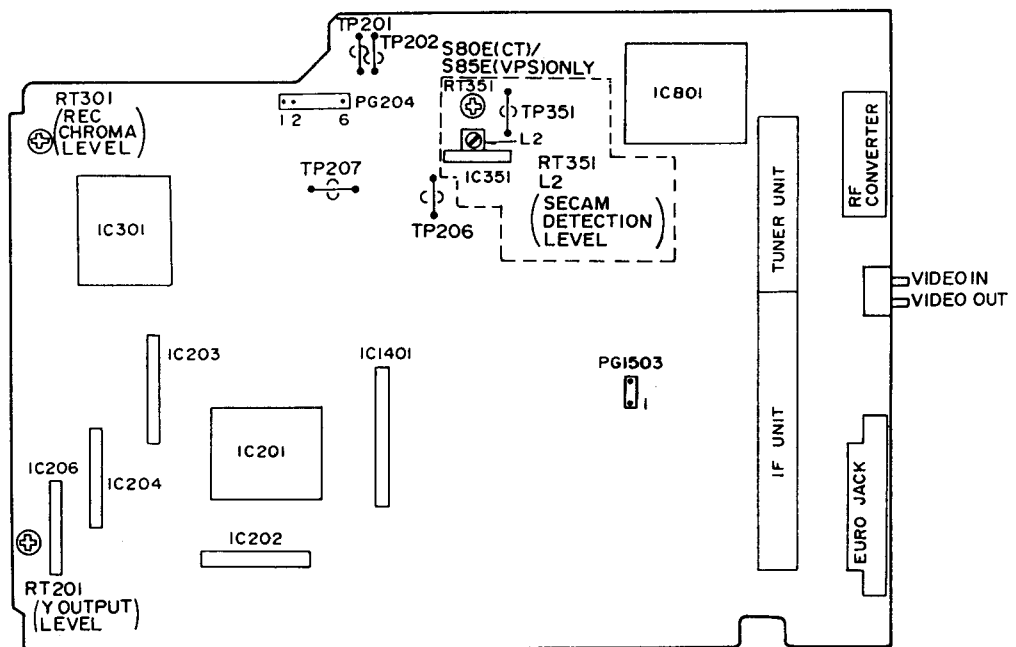 TP201
TP202
S80E(CT)/
S85E(VPS)ONLY
RT351
TP351
L2
IC351
RT351
L2
(SECAM
DETECTION
LEVEL)
IC801
RT301
(REC
CHROMA
LEVEL)
1 2 6
PG204
TP207
TP206
IC301
TUNER UNIT
RF
CONVERTER
VIDEO IN
VIDEO OUT
IC203
IC1401
PG1503
1
IC201
IC206
IC204
IC202
IF UNIT
EURO JACK
RT201
(Y OUTPUT
LEVEL)